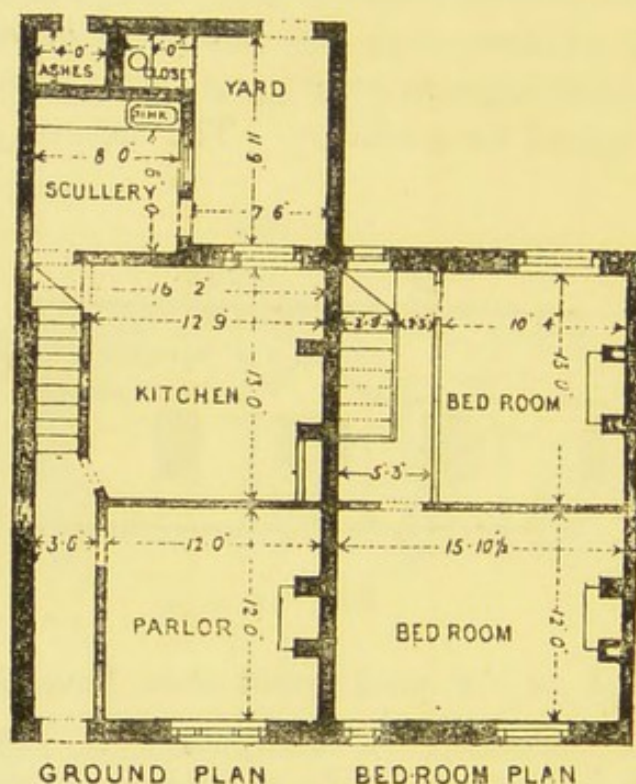 4·0"
ASHES
·0"
CLOSET
YARD
SINK
11 9"
8 0"
SCULLERY
7 6"
16 2"
12 9"
KITCHEN
13·0"
3·6"
12·0"
PARLOR
12·0"
10' 4"
13·0"
BED ROOM
5·3"
15·10½
BED ROOM
12·0"
GROUND PLAN
BED·ROOM PLAN